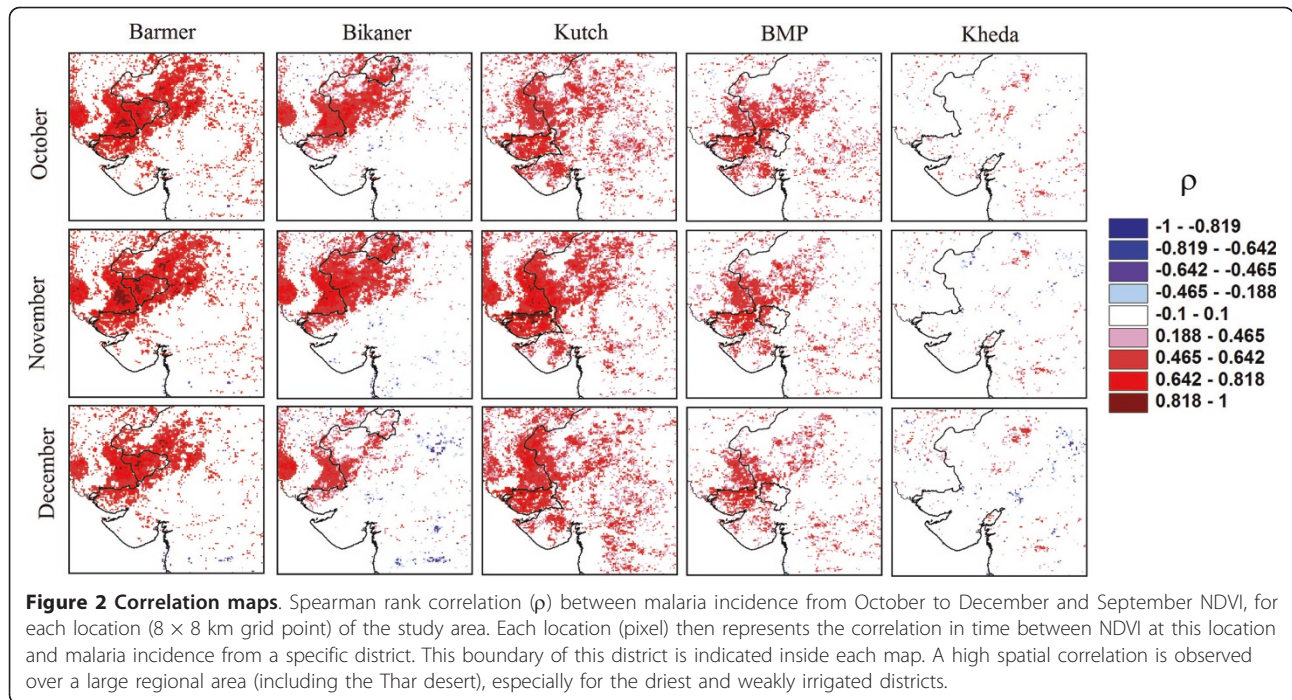 Barmer Bikaner Kutch BMP Kheda
October
November
December
ρ
-1 - -0.819
-0.819 - -0.642
-0.642 - -0.465
-0.465 - -0.188
-0.1 - 0.1
0.188 - 0.465
0.465 - 0.642
0.642 - 0.818
0.818 - 1
Figure 2 Correlation maps. Spearman rank correlation (ρ) between malaria incidence from October to December and September NDVI, for
each location (8 × 8 km grid point) of the study area. Each location (pixel) then represents the correlation in time between NDVI at this location
and malaria incidence from a specific district. This boundary of this district is indicated inside each map. A high spatial correlation is observed
over a large regional area (including the Thar desert), especially for the driest and weakly irrigated districts.